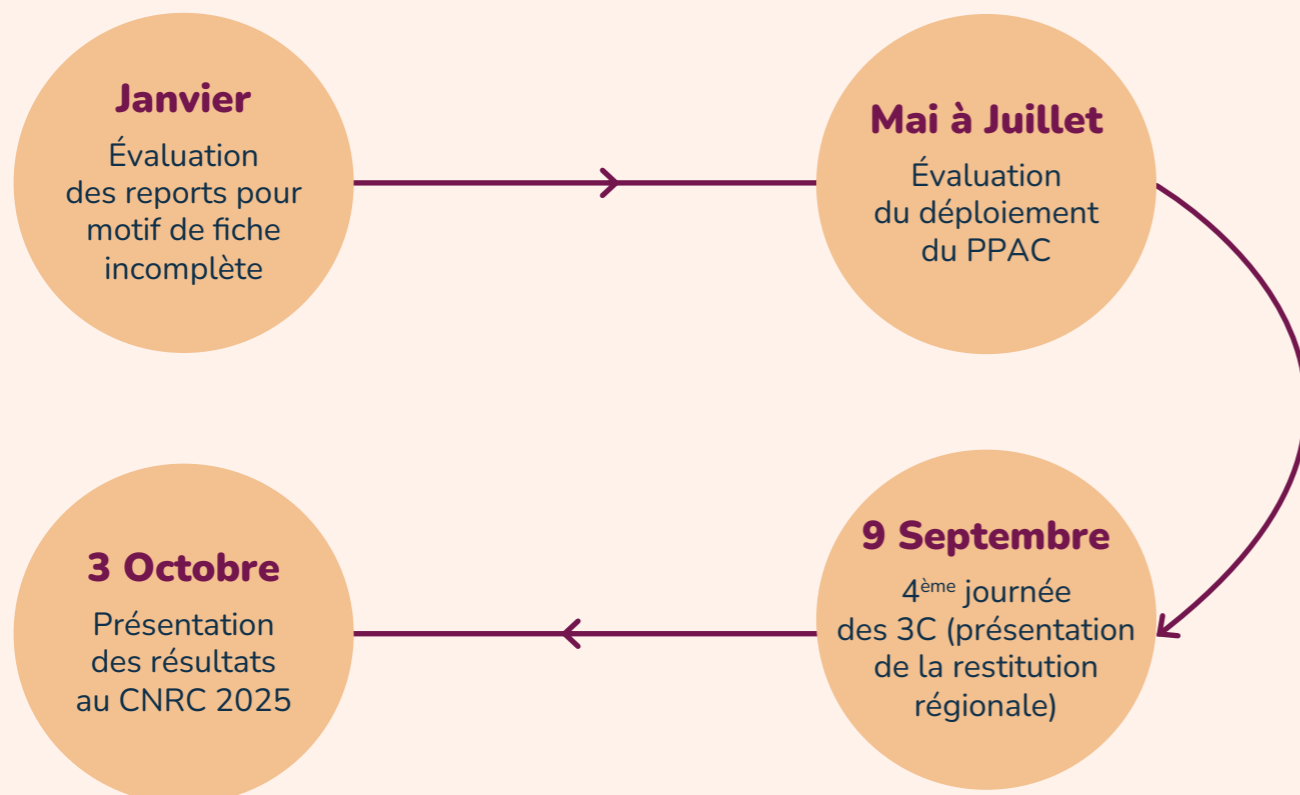 Janvier
Évaluation
des reports pour
motif de fiche
incomplète
Mai à Juillet
Évaluation
du déploiement
du PPAC
9 Septembre
4ème journée
des 3C (présentation
de la restitution
régionale)
3 Octobre
Présentation
des résultats
au CNRC 2025